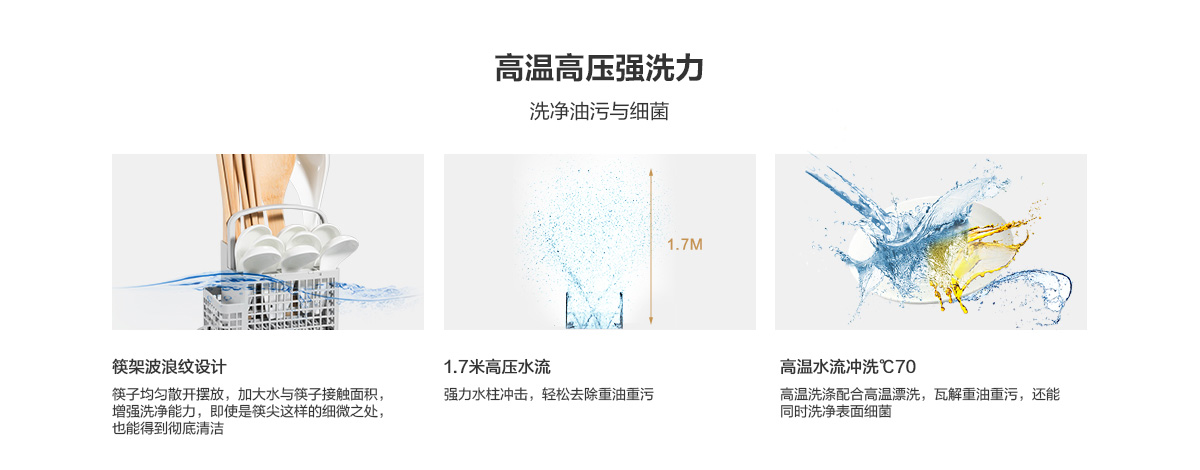 高温高压强洗力
洗净油污与细菌
1.7M
筷架波浪纹设计
筷子均匀散开摆放，加大水与筷子接触面积，
增强洗净能力，即使是筷尖这样的细微之处，
也能得到彻底清洁
1.7米高压水流
强力水柱冲击，轻松去除重油重污
高温水流冲洗℃70
高温洗涤配合高温漂洗，瓦解重油重污，还能
同时洗净表面细菌